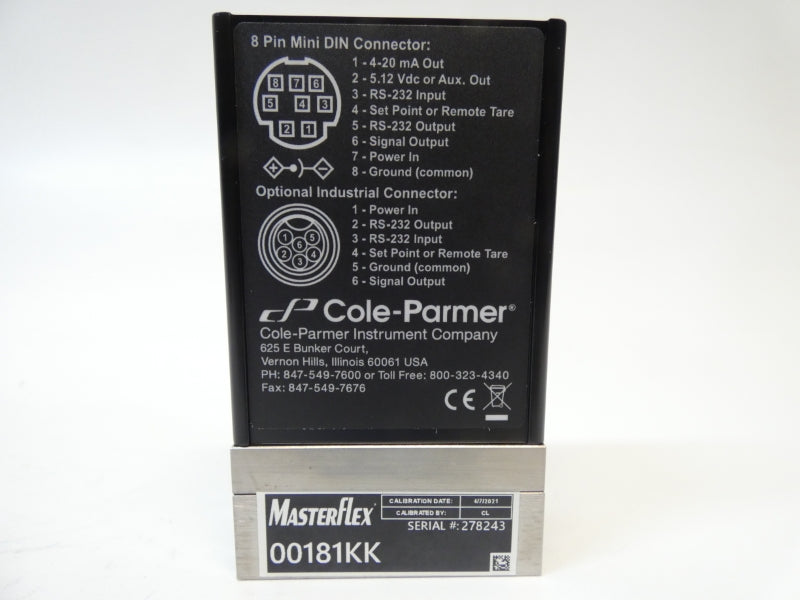 8 Pin Mini DIN Connector:
1 - 4-20 mA Out
2 - 5.12 Vdc or Aux. Out
3 - RS-232 Input
4 - Set Point or Remote Tare
5 - RS-232 Output
6 - Signal Output
7 - Power In
8 - Ground (common)
8 7 6
5 4 3
2 1
Optional Industrial Connector:
1 - Power In
2 - RS-232 Output
3 - RS-232 Input
4 - Set Point or Remote Tare
5 - Ground (common)
6 - Signal Output
1 5
6
2 4
3
Cole-Parmer®
Cole-Parmer Instrument Company
625 E Bunker Court,
Vernon Hills, Illinois 60061 USA
PH: 847-549-7600 or Toll Free: 800-323-4340
Fax: 847-549-7676
CE
MASTERFLEX
CALIBRATION DATE: 4/7/2021
CALIBRATED BY: CL
SERIAL #: 278243
00181KK